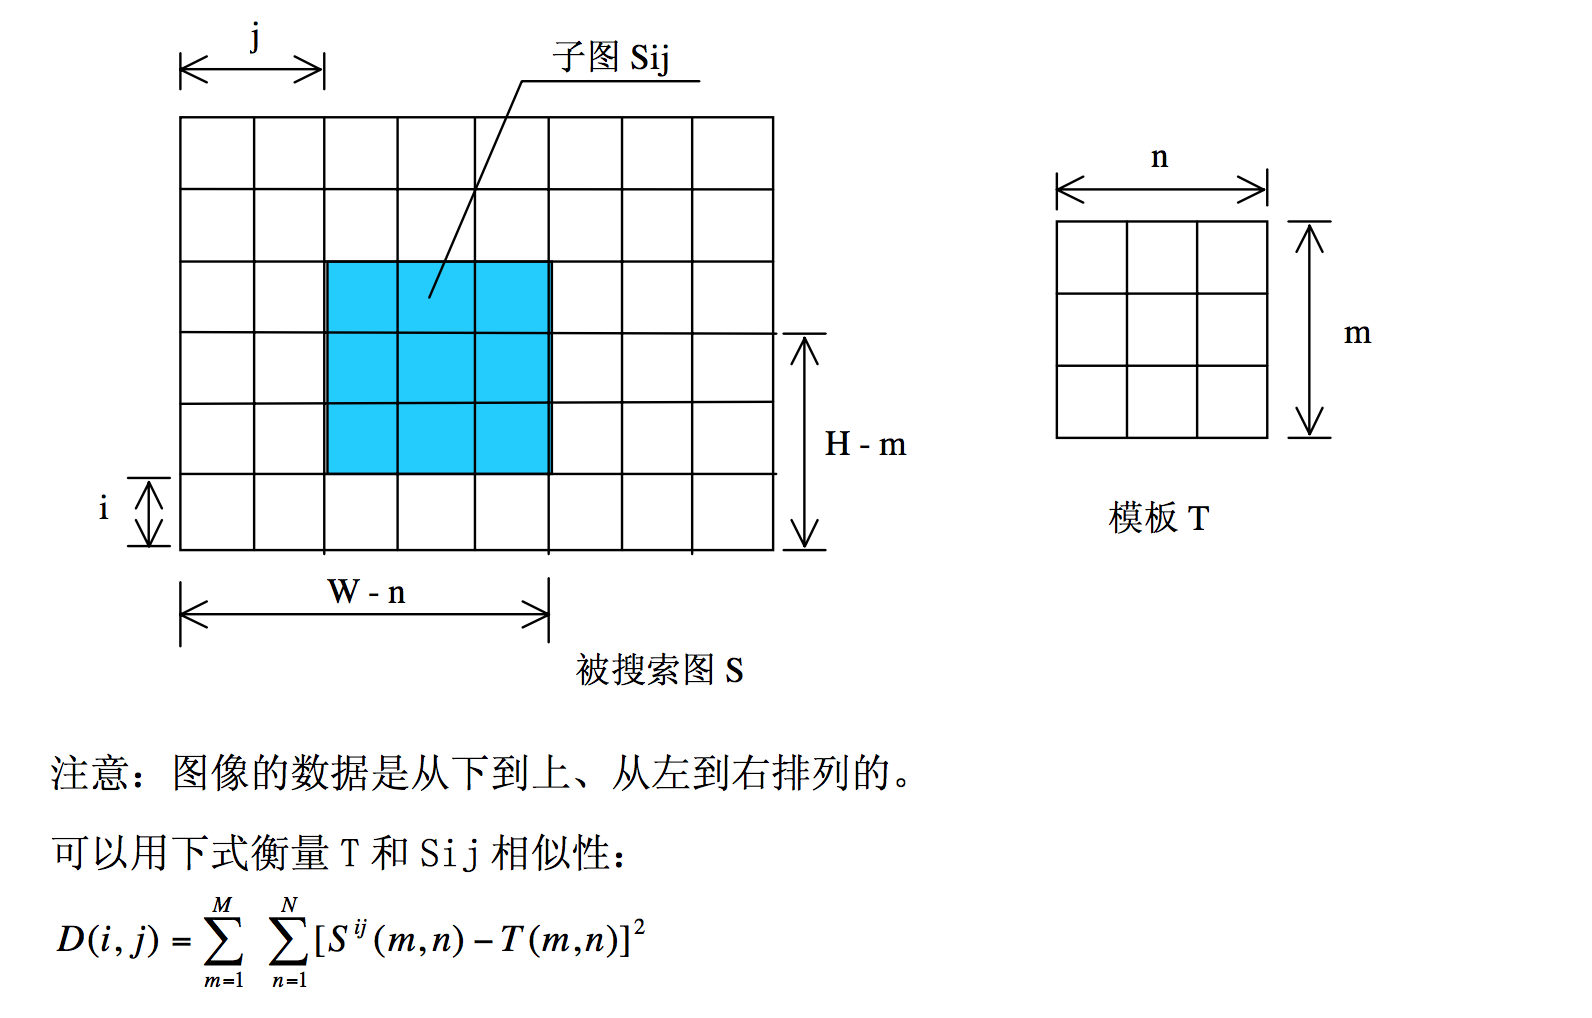 j
子图 Sij
n
m
H - m
i
模板 T
W - n
被搜索图 S
注意：图像的数据是从下到上、从左到右排列的。
可以用下式衡量 T 和 Sij 相似性：
D(i, j) = \sum_{m=1}^{M} \sum_{n=1}^{N} [S^{ij}(m,n) − T(m,n)]^2